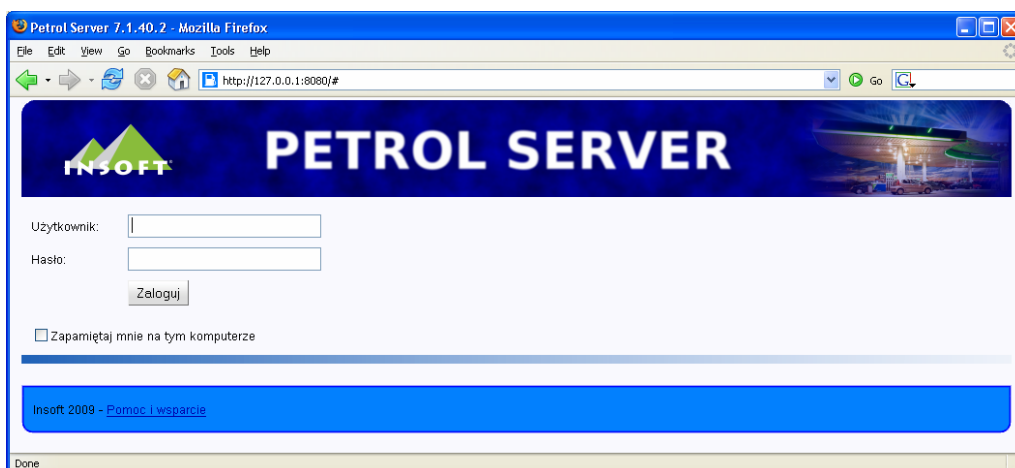 Petrol Server 7.1.40.2 - Mozilla Firefox
File Edit View Go Bookmarks Tools Help
http://127.0.0.1:8080/# Go G
INSOFT PETROL SERVER
Użytkownik:
Hasło:
Zaloguj
Zapamiętaj mnie na tym komputerze
Insoft 2009 - Pomoc i wsparcie
Done